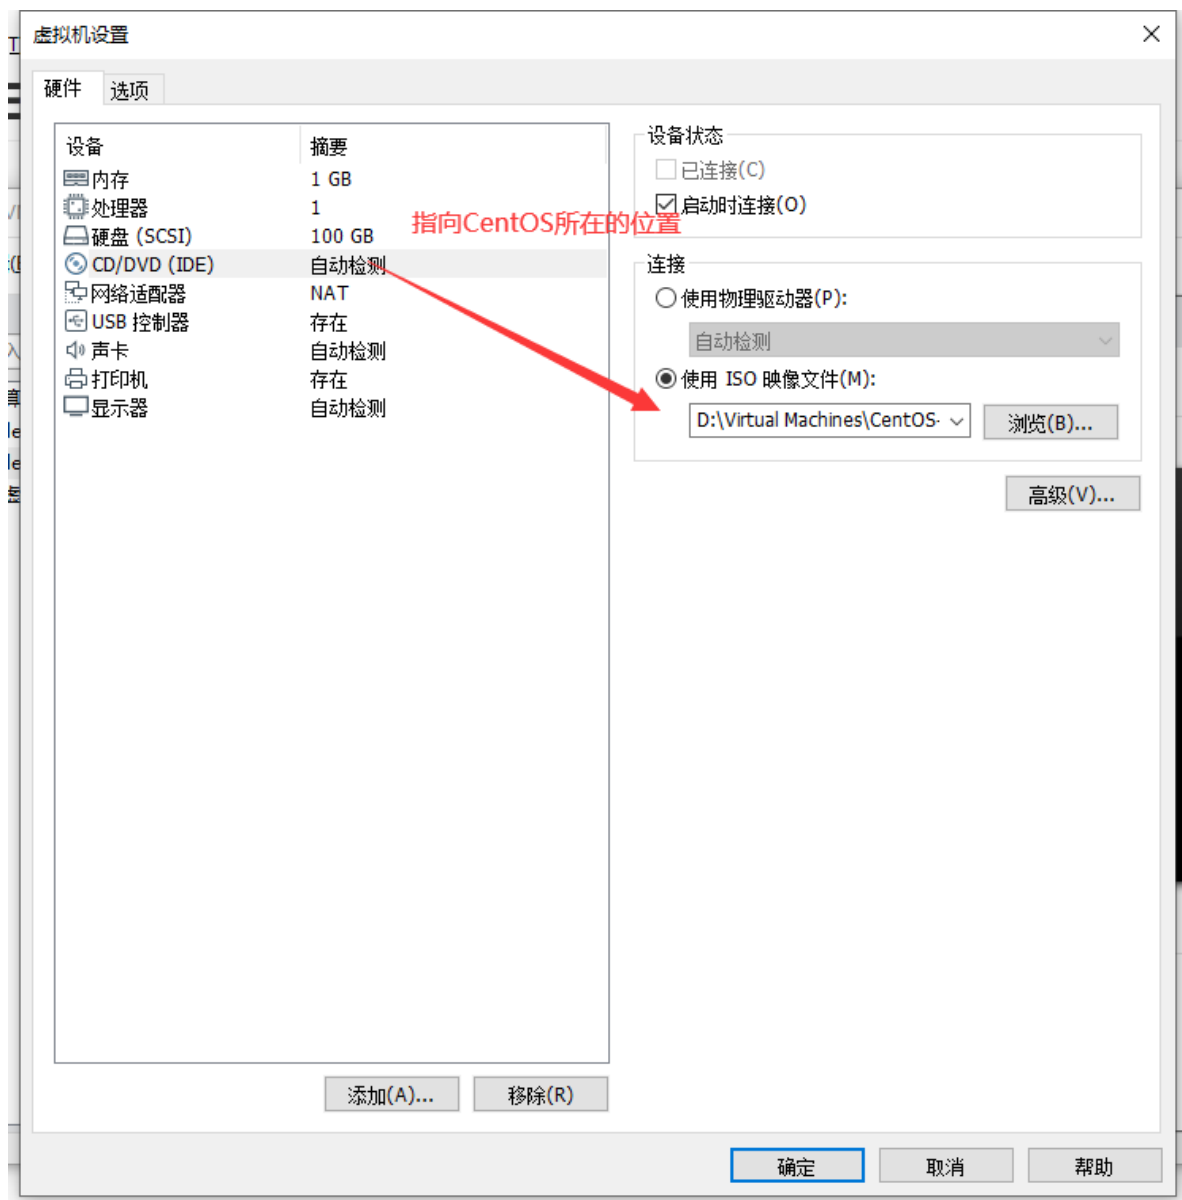 虚拟机设置
硬件 选项
设备 摘要
内存 1 GB
处理器 1
硬盘 (SCSI) 100 GB
CD/DVD (IDE) 自动检测
网络适配器 NAT
USB 控制器 存在
声卡 自动检测
打印机 存在
显示器 自动检测
指向CentOS所在的位置
设备状态
已连接(C)
启动时连接(O)
连接
使用物理驱动器(P):
自动检测
使用 ISO 映像文件(M):
D:\Virtual Machines\CentOS-
浏览(B)...
高级(V)...
添加(A)... 移除(R)
确定 取消 帮助